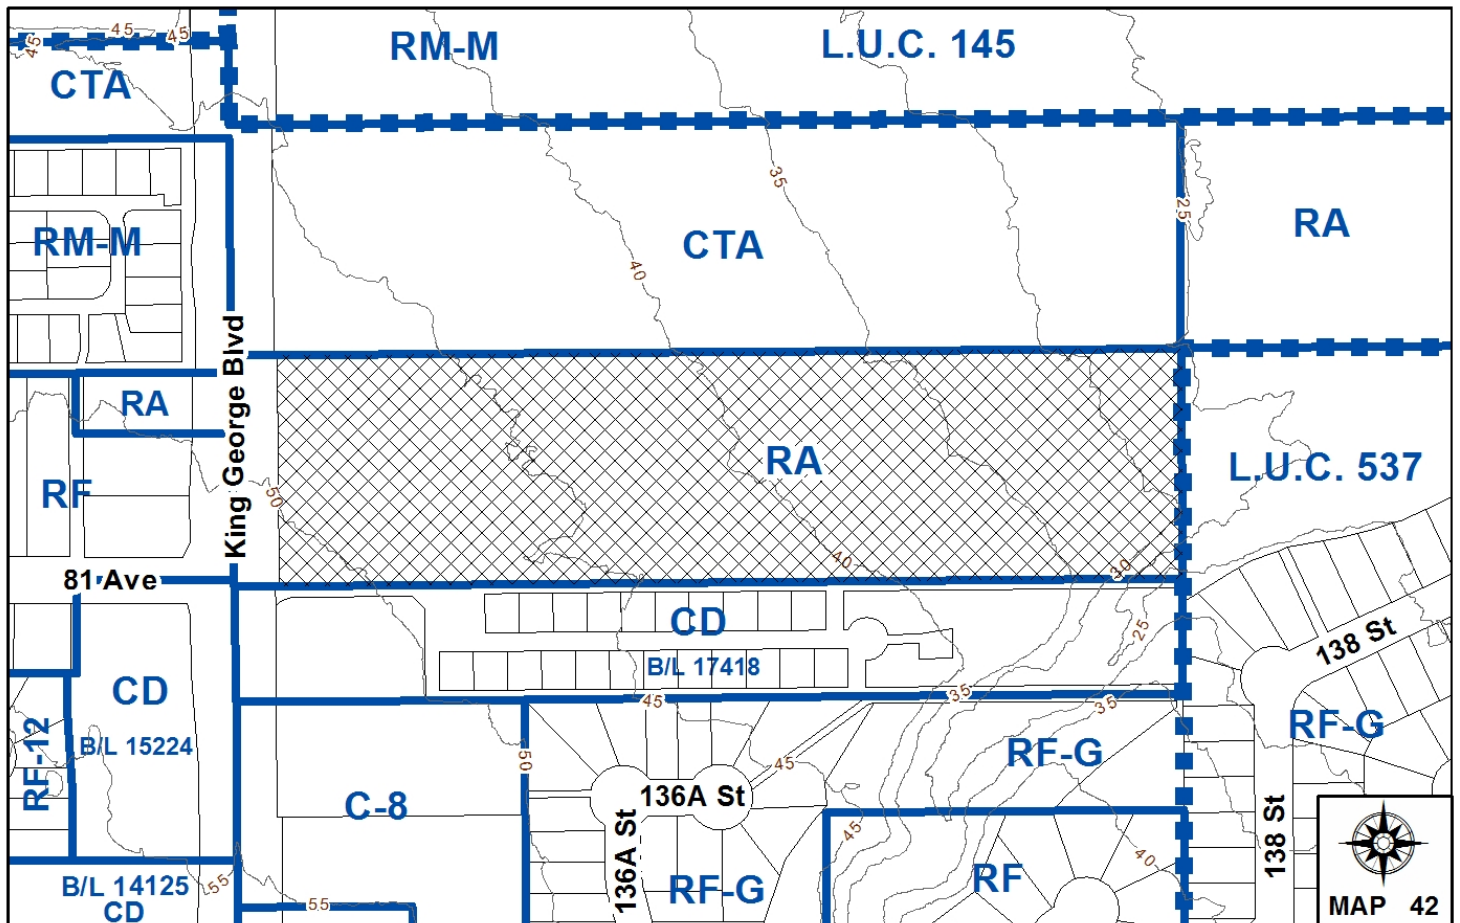 45
45
45
RM-M
L.U.C. 145
CTA
35
25
RA
RM-M
CTA
40
King George Blvd
RA
RA
L.U.C. 537
RF
50
40
30
81 Ave
CD
25
138 St
B/L 17418
CD
45
35
35
RF-G
B/L 15224
RF-12
50
RF-G
45
136A St
C-8
45
138 St
136A St
40
RF
B/L 14125
CD
55
55
RF-G
MAP 42